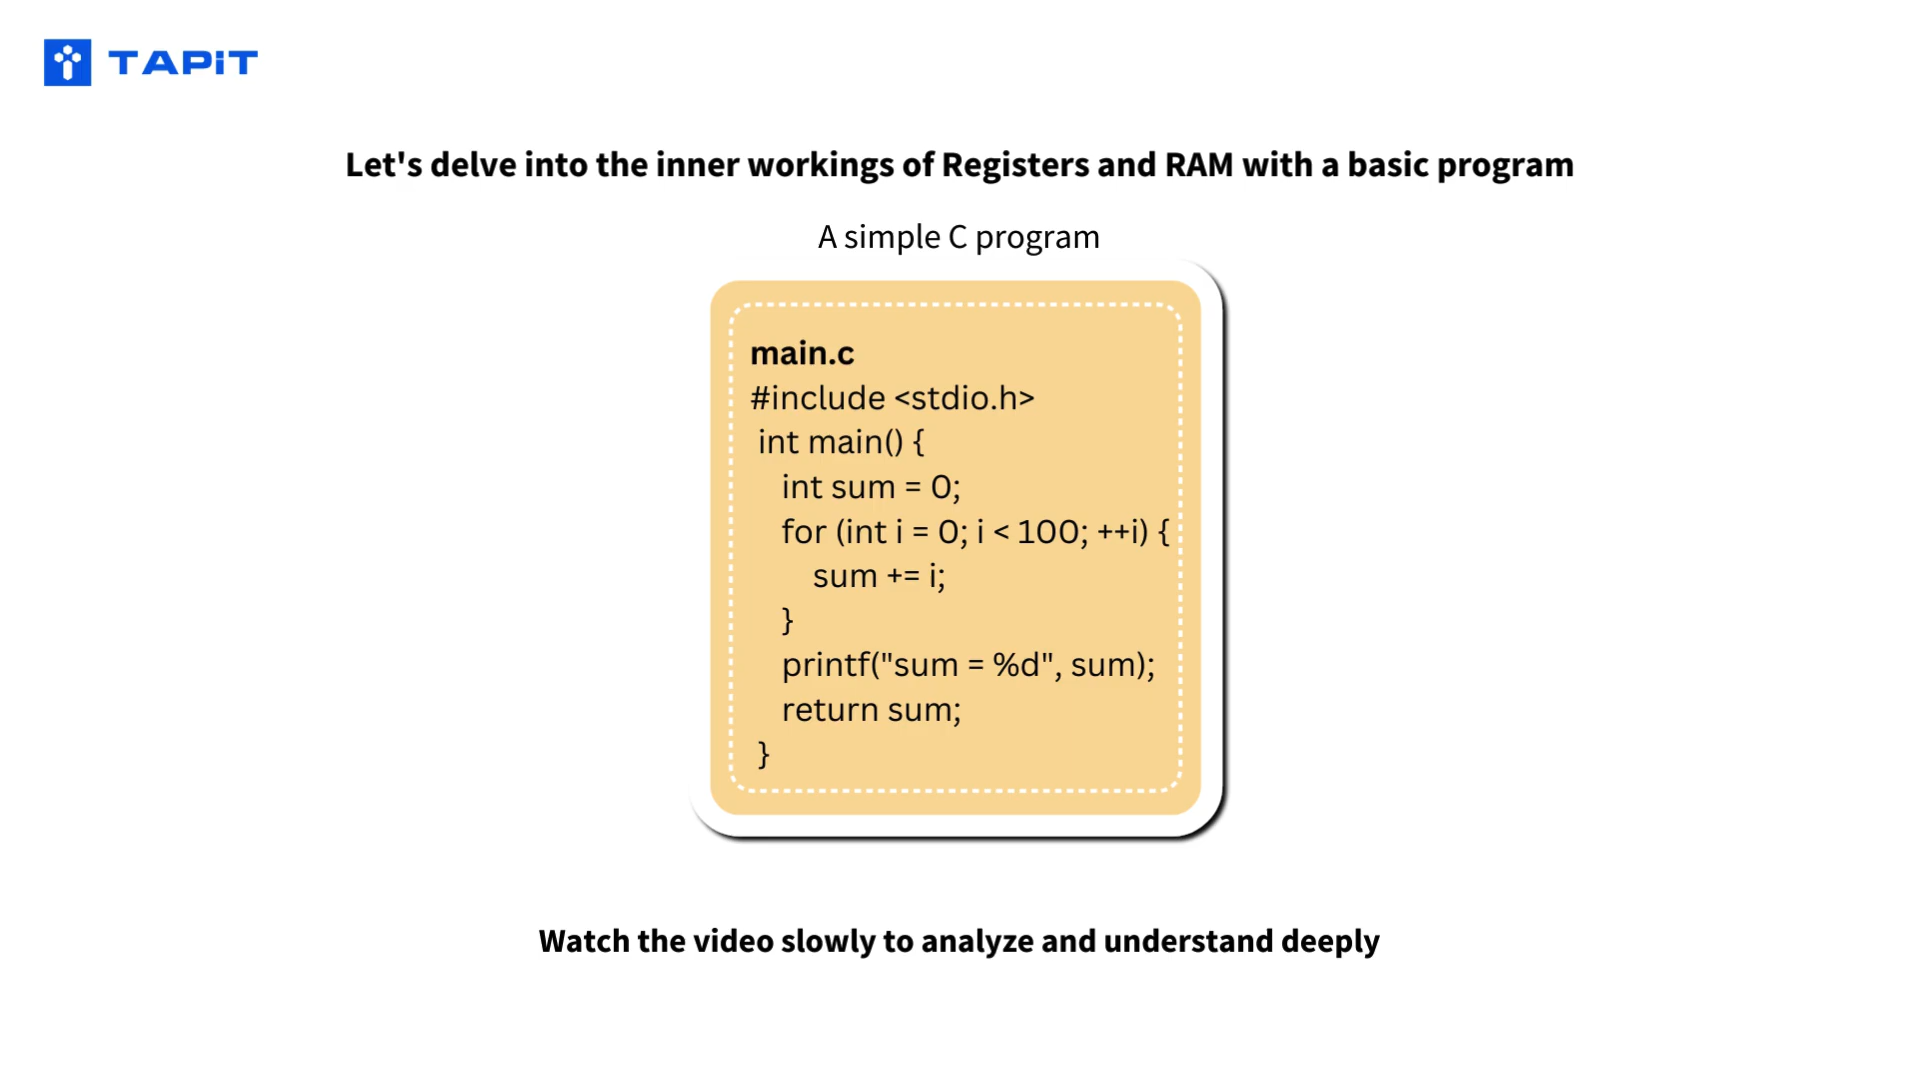 TAPIT
Let's delve into the inner workings of Registers and RAM with a basic program
A simple C program
main.c
#include <stdio.h>
int main() {
int sum = 0;
for (int i = 0; i < 100; ++i) {
sum += i;
}
printf("sum = %d", sum);
return sum;
}
Watch the video slowly to analyze and understand deeply